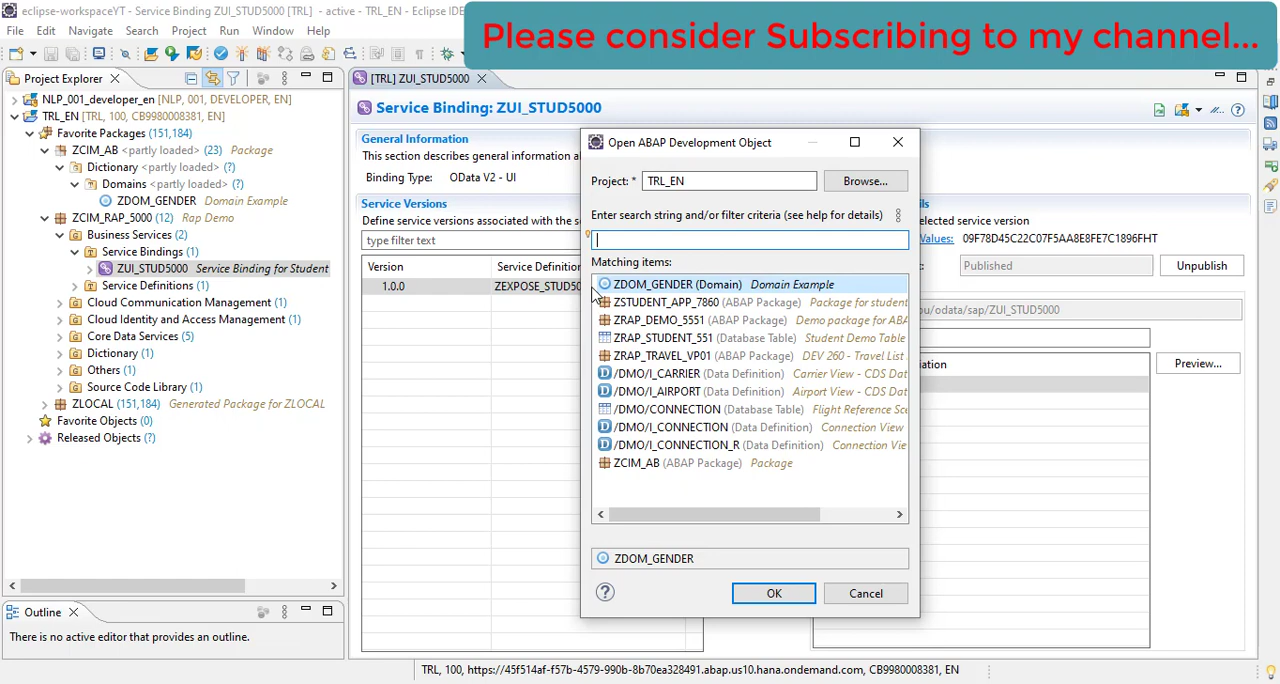 eclipse-workspaceYT - Service Binding ZUI_STUD5000 [TRL] - active - TRL_EN - Eclipse IDE
Please consider Subscribing to my channel...
File Edit Navigate Search Project Run Window Help
Project Explorer
[TRL] ZUI_STUD5000
NLP_001_developer_en [NLP, 001, DEVELOPER, EN]
TRL_EN [TRL, 100, CB9980008381, EN]
Favorite Packages (151,184)
ZCIM_AB <partly loaded> (23) Package
Dictionary <partly loaded> (?)
Domains <partly loaded> (?)
ZDOM_GENDER Domain Example
ZCIM_RAP_5000 (12) Rap Demo
Business Services (2)
Service Bindings (1)
ZUI_STUD5000 Service Binding for Student
Service Definitions (1)
Cloud Communication Management (1)
Cloud Identity and Access Management (1)
Core Data Services (5)
Dictionary (1)
Others (1)
Source Code Library (1)
ZLOCAL (151,184) Generated Package for ZLOCAL
Favorite Objects (0)
Released Objects (?)
Outline
There is no active editor that provides an outline.
Service Binding: ZUI_STUD5000
General Information
This section describes general information ab
Binding Type: OData V2 - UI
Service Versions
Define service versions associated with the se
type filter text
Version Service Definitio
1.0.0 ZEXPOSE_STUD50
Open ABAP Development Object
Project: * TRL_EN Browse...
Enter search string and/or filter criteria (see help for details)
Matching items:
ZDOM_GENDER (Domain) Domain Example
ZSTUDENT_APP_7860 (ABAP Package) Package for student
ZRAP_DEMO_5551 (ABAP Package) Demo package for ABA
ZRAP_STUDENT_551 (Database Table) Student Demo Table
ZRAP_TRAVEL_VP01 (ABAP Package) DEV 260 - Travel List
/DMO/I_CARRIER (Data Definition) Carrier View - CDS Dat
/DMO/I_AIRPORT (Data Definition) Airport View - CDS Dat
/DMO/CONNECTION (Database Table) Flight Reference Sce
/DMO/I_CONNECTION (Data Definition) Connection View
/DMO/I_CONNECTION_R (Data Definition) Connection Vie
ZCIM_AB (ABAP Package) Package
ZDOM_GENDER
OK Cancel
ils
elected service version
Values: 09F78D45C22C07F5AA8E8FE7C1896FHT
Published Unpublish
u/odata/sap/ZUI_STUD5000
iation
Preview...
TRL, 100, https://45f514af-f57b-4579-990b-8b70ea328491.abap.us10.hana.ondemand.com, CB9980008381, EN